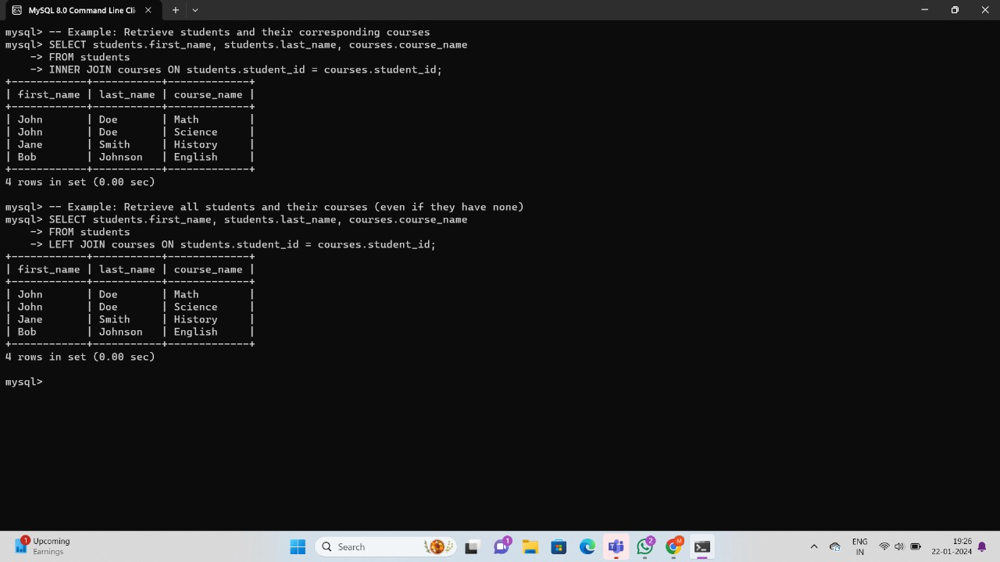 MySQL 8.0 Command Line Cli
mysql> -- Example: Retrieve students and their corresponding courses
mysql> SELECT students.first_name, students.last_name, courses.course_name
    -> FROM students
    -> INNER JOIN courses ON students.student_id = courses.student_id;
+------------+-----------+-------------+
| first_name | last_name | course_name |
+------------+-----------+-------------+
| John       | Doe       | Math        |
| John       | Doe       | Science     |
| Jane       | Smith     | History     |
| Bob        | Johnson   | English     |
+------------+-----------+-------------+
4 rows in set (0.00 sec)
mysql> -- Example: Retrieve all students and their courses (even if they have none)
mysql> SELECT students.first_name, students.last_name, courses.course_name
    -> FROM students
    -> LEFT JOIN courses ON students.student_id = courses.student_id;
+------------+-----------+-------------+
| first_name | last_name | course_name |
+------------+-----------+-------------+
| John       | Doe       | Math        |
| John       | Doe       | Science     |
| Jane       | Smith     | History     |
| Bob        | Johnson   | English     |
+------------+-----------+-------------+
4 rows in set (0.00 sec)
mysql>
1
Upcoming
Earnings
Search
1
2
M
ENG
IN
19:26
22-01-2024